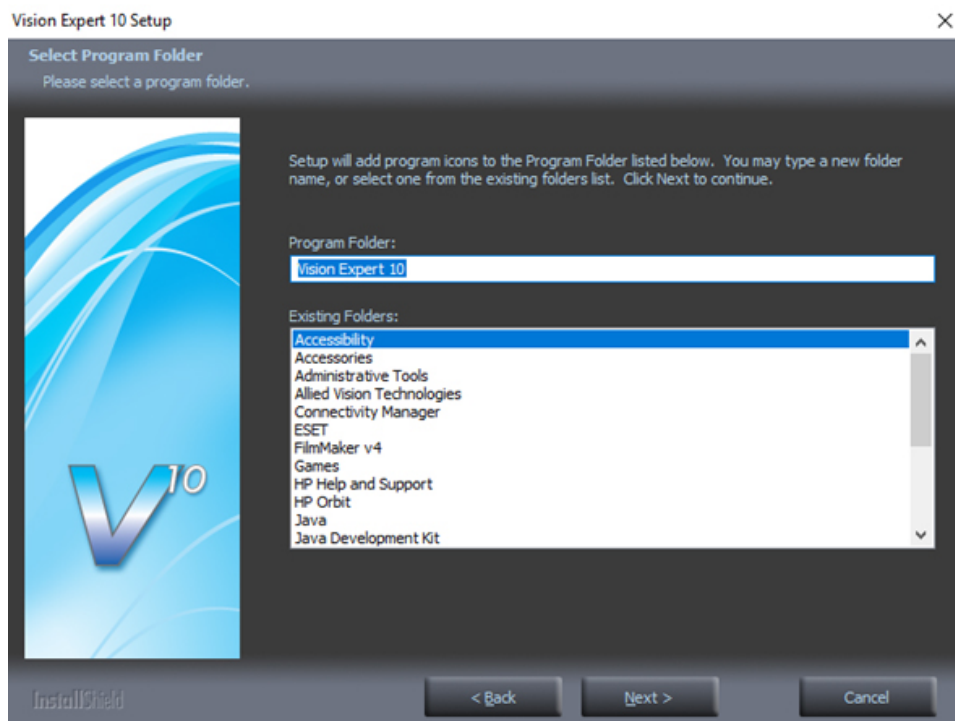 Vision Expert 10 Setup
Select Program Folder
Please select a program folder.
Setup will add program icons to the Program Folder listed below. You may type a new folder
name, or select one from the existing folders list. Click Next to continue.
Program Folder:
Vision Expert 10
Existing Folders:
Accessibility
Accessories
Administrative Tools
Allied Vision Technologies
Connectivity Manager
ESET
FilmMaker v4
Games
HP Help and Support
HP Orbit
Java
Java Development Kit
V10
InstallShield
< Back
Next >
Cancel